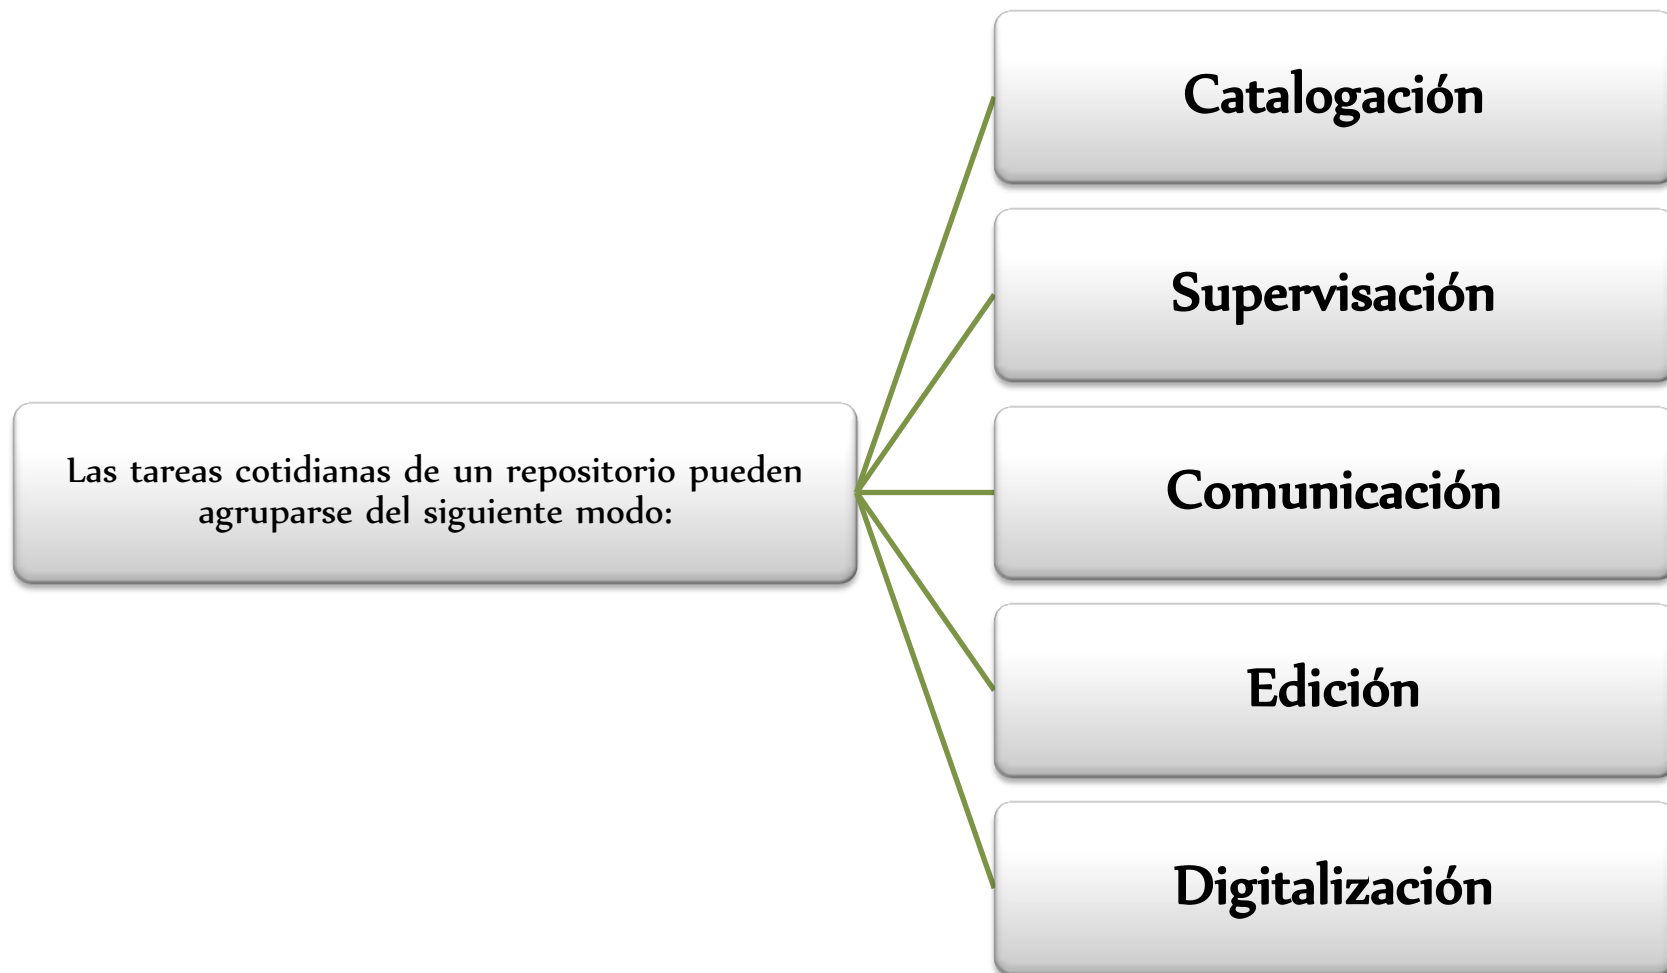 Las tareas cotidianas de un repositorio pueden
agruparse del siguiente modo:
Catalogación
Supervisación
Comunicación
Edición
Digitalización